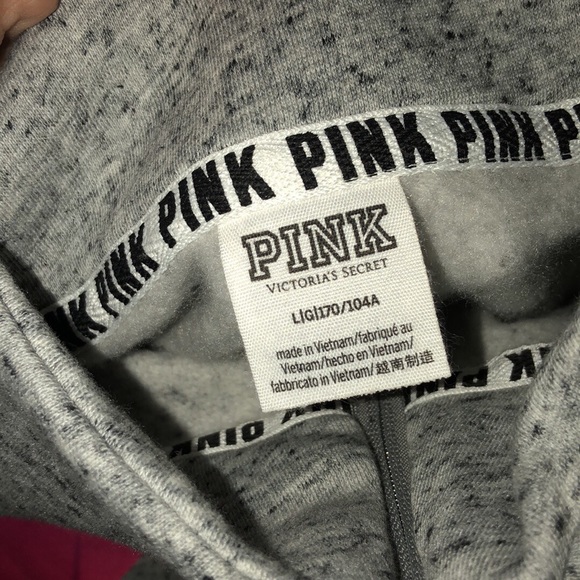 PINK PINK PINK PINK PINK PINK
PINK
VICTORIA'S SECRET
L|G|170/104A
made in Vietnam/fabriqué au
Vietnam/hecho en Vietnam/
fabbricato in Vietnam/越南制造
PINK